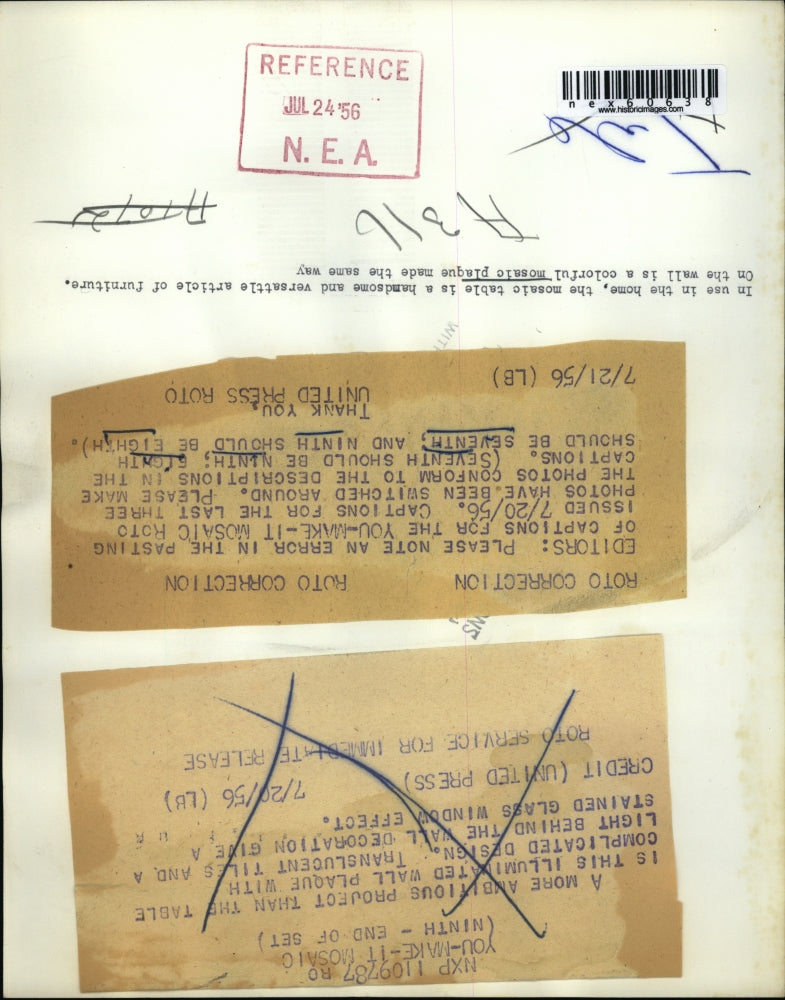 REFERENCE
JUL 24 '56
N. E. A.
nex60638
www.historicimages.com
A1072
A316
In use in the home, the mosaic table is a handsome and versattle article of furniture.
On the wall is a colorful mosaic plaque made the same way
ROTO CORRECTION ROTO CORRECTION
EDITORS: PLEASE NOTE AN ERROR IN THE PASTING
OF CAPTIONS FOR THE YOU-MAKE-IT MOSAIC ROTO
ISSUED 7/20/56. CAPTIONS FOR THE LAST THREE
PHOTOS HAVE BEEN SWITCHED AROUND. PLEASE MAKE
THE PHOTOS CONFORM TO THE DESCRIPTIONS IN THE
CAPTIONS. (SEVENTH SHOULD BE NINTH; EIGHTH
SHOULD BE SEVENTH; AND NINTH SHOULD BE EIGHTH).
THANK YOU.
UNITED PRESS ROTO
7/21/56 (LB)
NXP 1109787 RO
YOU-MAKE-IT MOSAIC
(NINTH - END OF SET)
A MORE AMBITIOUS PROJECT THAN THE TABLE
IS THIS ILLUMINATED WALL PLAQUE WITH
COMPLICATED DESIGN. TRANSLUCENT TILES AND A
LIGHT BEHIND THE WALL DECORATION GIVE A
STAINED GLASS WINDOW EFFECT.
CREDIT (UNITED PRESS) 7/20/56 (LB)
ROTO SERVICE FOR IMMEDIATE RELEASE